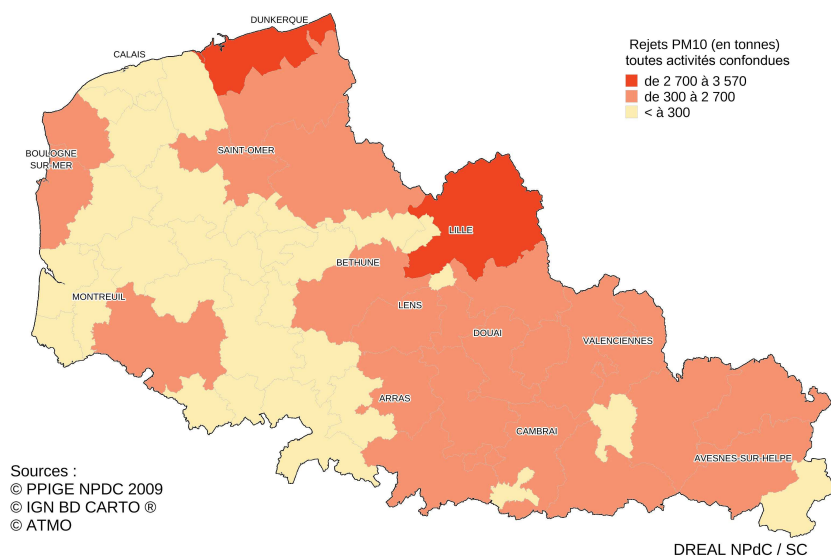 DUNKERQUE
CALAIS
Rejets PM10 (en tonnes)
toutes activités confondues
de 2 700 à 3 570
de 300 à 2 700
< à 300
BOULOGNE
SUR-MER
SAINT-OMER
LILLE
BETHUNE
MONTREUIL
LENS
DOUAI
VALENCIENNES
ARRAS
CAMBRAI
AVESNES-SUR-HELPE
Sources :
© PPIGE NPDC 2009
© IGN BD CARTO ®
© ATMO
DREAL NPdC / SC